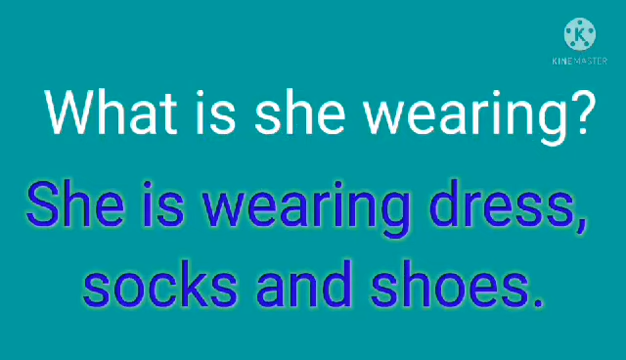 K
KINEMASTER
What is she wearing?
She is wearing dress,
socks and shoes.